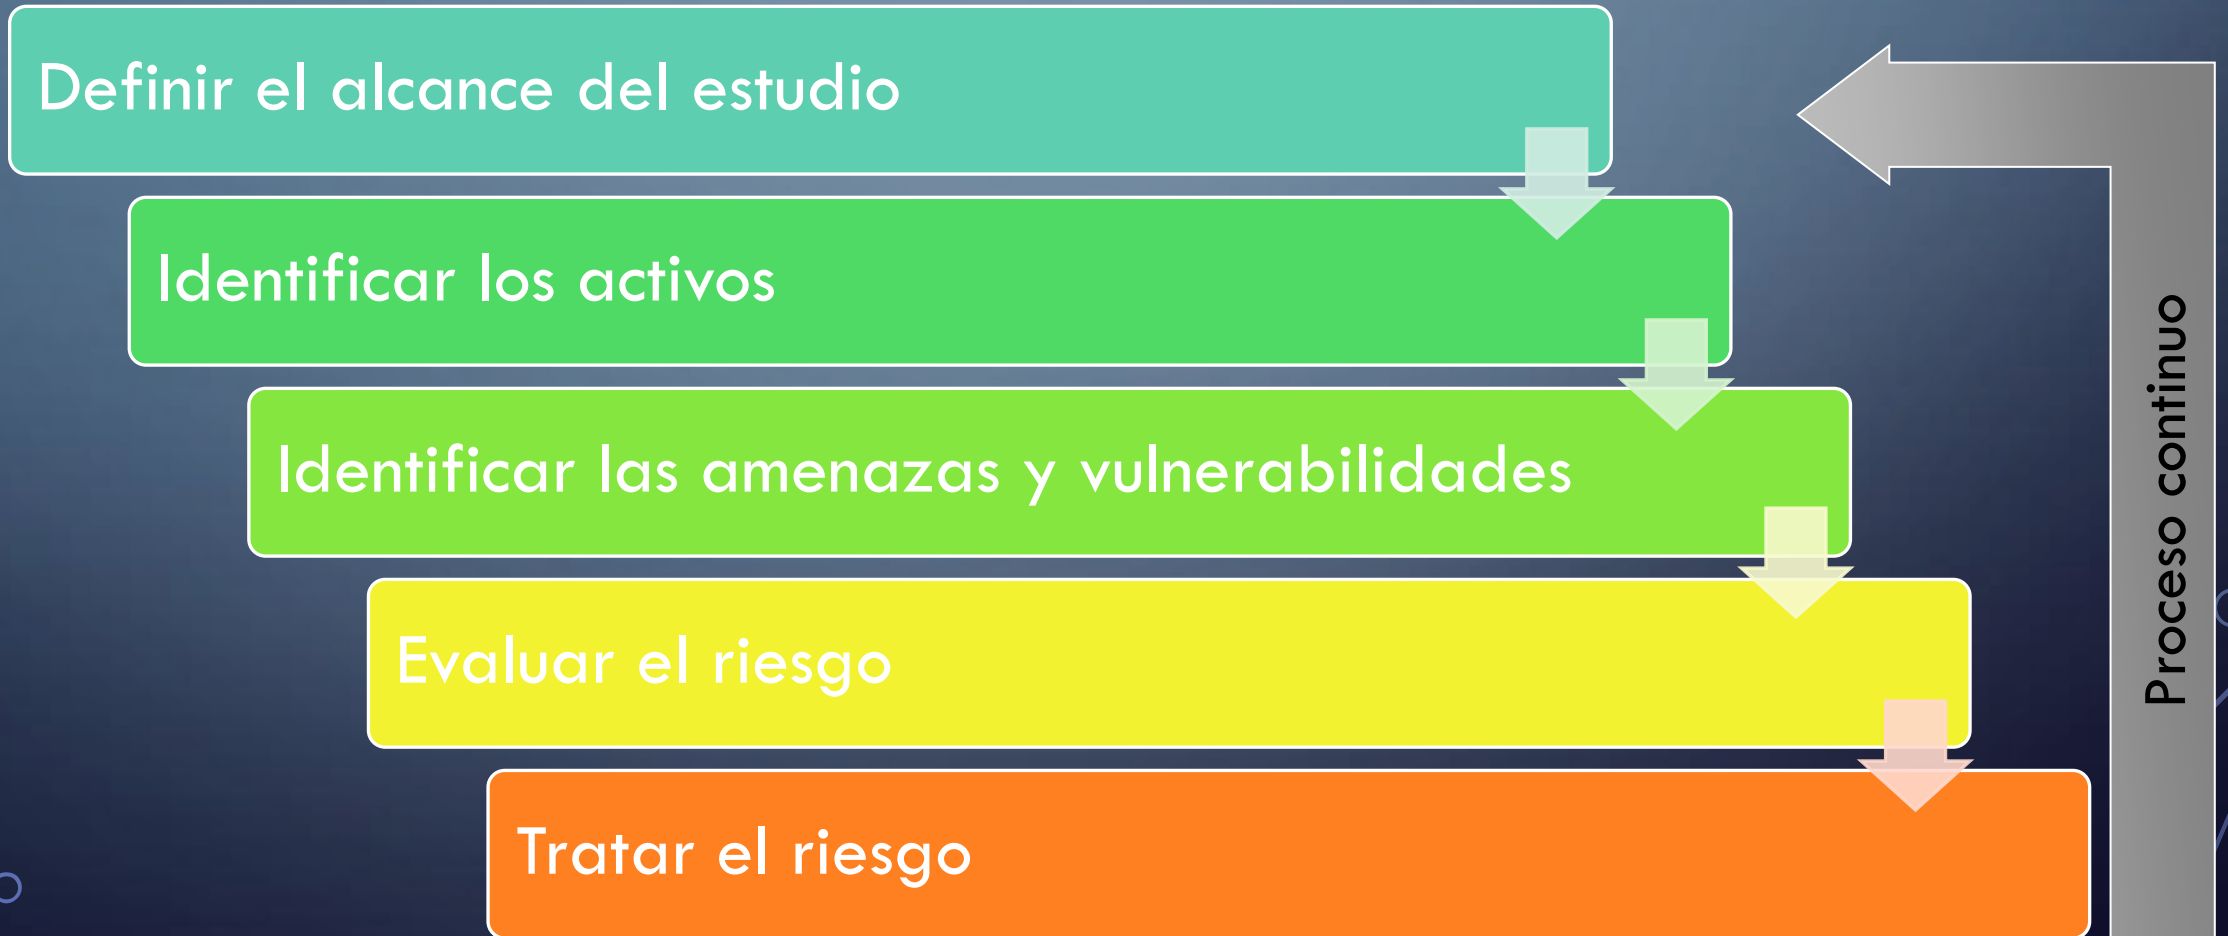 Definir el alcance del estudio
Identificar los activos
Identificar las amenazas y vulnerabilidades
Evaluar el riesgo
Tratar el riesgo
Proceso continuo